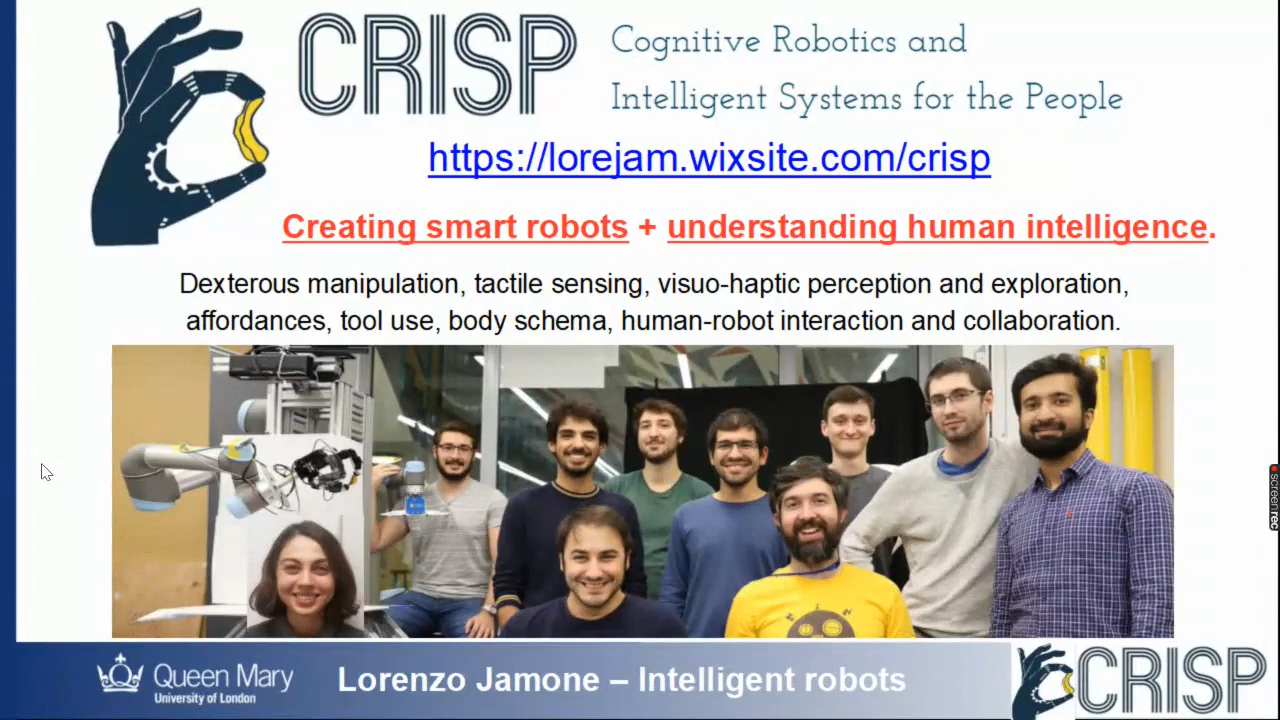 CRISP
Cognitive Robotics and
Intelligent Systems for the People
https://lorejam.wixsite.com/crisp
Creating smart robots + understanding human intelligence.
Dexterous manipulation, tactile sensing, visuo-haptic perception and exploration,
affordances, tool use, body schema, human-robot interaction and collaboration.
screenrec
Queen Mary
University of London
Lorenzo Jamone – Intelligent robots
CRISP